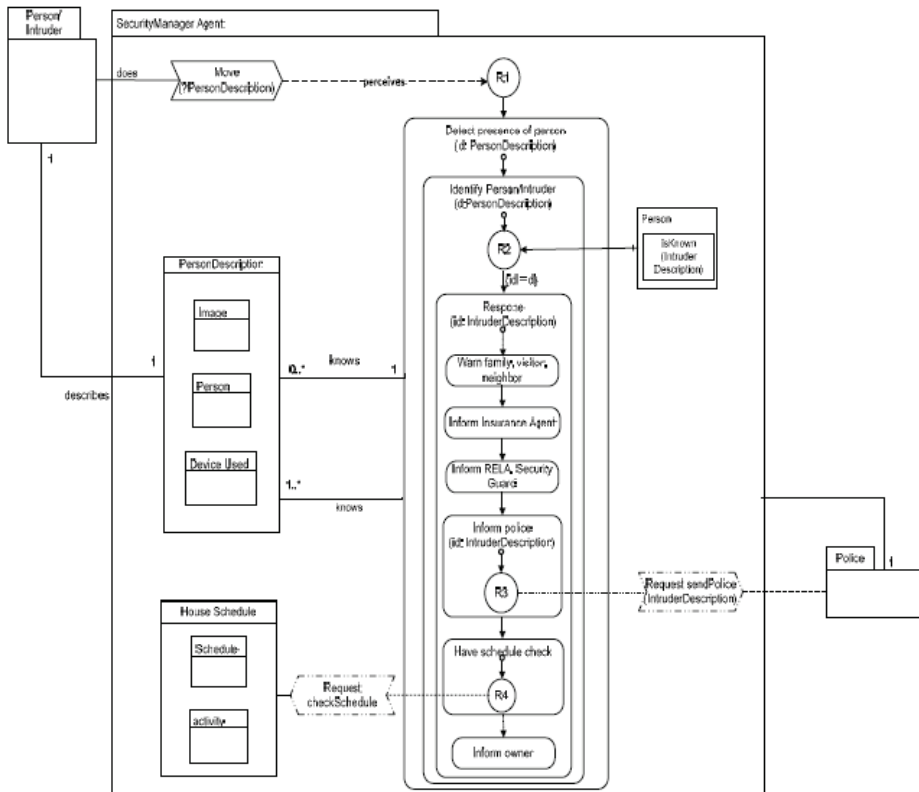 Person/
Intruder
SecurityManager Agent:
does
Move
(?PersonDescription)
perceives
R1
Detect presence of person
(d: PersonDescription)
1
Identify Person/Intruder
(d:PersonDescription)
Person
isKnown
(Intruder
Description)
R2
[id=d]
PersonDescription
Image
Person
Device Used
Respone
(id: IntruderDescription)
Warn family, visitor,
neighbor
Inform Insurance Agent
Inform RELA, Security
Guard
1
0..*
knows
1
describes
1..*
knows
Inform police
(id: IntruderDescription)
R3
Request sendPolice
(IntruderDescription)
Police
1
House Schedule
Schedule
activity
Request
checkSchedule
Have schedule check
R4
Inform owner